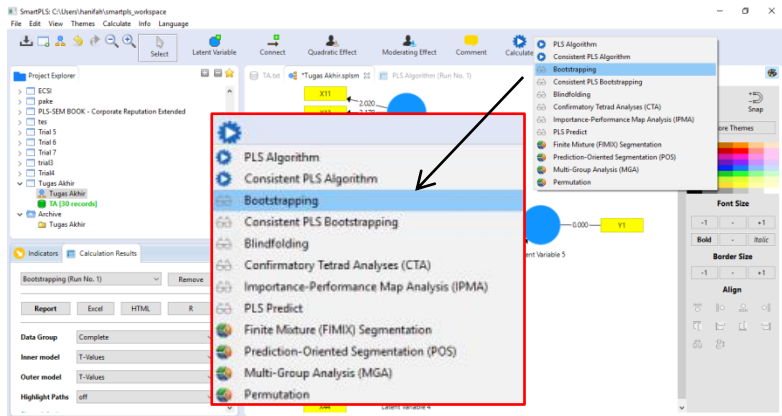 SmartPLS: C:\Users\hanifah\smartpls_workspace
File Edit View Themes Calculate Info Language
Select
Latent Variable
Connect
Quadratic Effect
Moderating Effect
Comment
Calculate
PLS Algorithm
Consistent PLS Algorithm
Bootstrapping
Consistent PLS Bootstrapping
Blindfolding
Confirmatory Tetrad Analyses (CTA)
Importance-Performance Map Analysis (IPMA)
PLS Predict
Finite Mixture (FIMIX) Segmentation
Prediction-Oriented Segmentation (POS)
Multi-Group Analysis (MGA)
Permutation
Project Explorer
ECSI
pake
PLS-SEM BOOK - Corporate Reputation Extended
tes
Trial 5
Trial 6
Trial 7
trial3
Trial4
Tugas Akhir
Tugas Akhir
TA [30 records]
Archive
Tugas Akhir
TA.txt
*Tugas Akhir.splsm
PLS Algorithm (Run No. 1)
X11
2.020
PLS Algorithm
Consistent PLS Algorithm
Bootstrapping
Consistent PLS Bootstrapping
Blindfolding
Confirmatory Tetrad Analyses (CTA)
Importance-Performance Map Analysis (IPMA)
PLS Predict
Finite Mixture (FIMIX) Segmentation
Prediction-Oriented Segmentation (POS)
Multi-Group Analysis (MGA)
Permutation
0.000
Y1
Variable 5
Latent Variable 4
Indicators
Calculation Results
Bootstrapping (Run No. 1)
Remove
Report
Excel
HTML
R
Data Group
Complete
Inner model
T-Values
Outer model
T-Values
Highlight Paths
off
Snap
Themes
Font Size
-1 - +1
Bold - Italic
Border Size
-1 - +1
Align